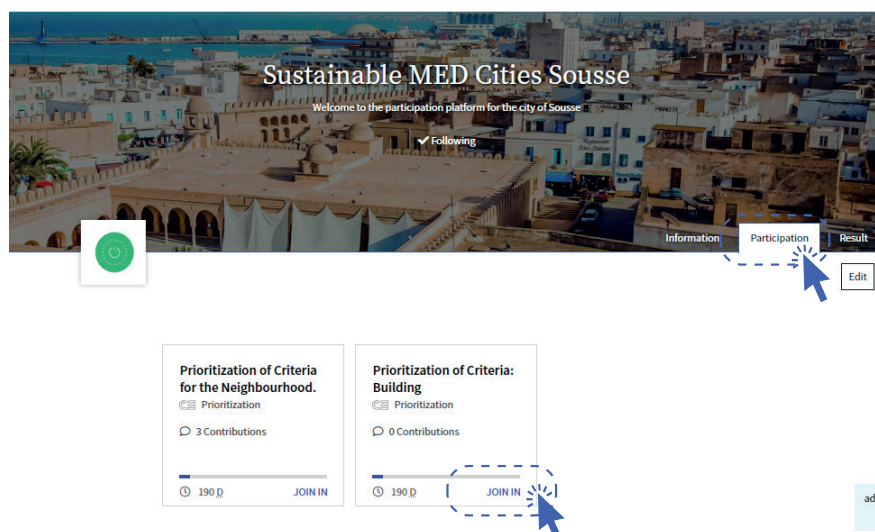 Sustainable MED Cities Sousse
Welcome to the participation platform for the city of Sousse
Following
Information Participation Result
Edit
Prioritization of Criteria
for the Neighbourhood.
Prioritization
3 Contributions
190 D JOIN IN
Prioritization of Criteria:
Building
Prioritization
0 Contributions
190 D JOIN IN
ad